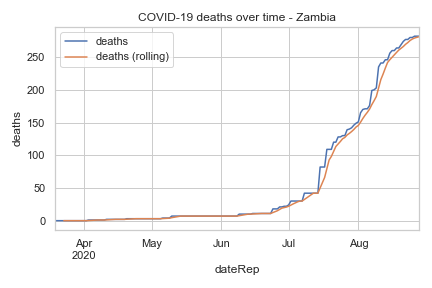 COVID-19 deaths over time - Zambia
deaths
deaths (rolling)
deaths
250
200
150
100
50
0
Apr
2020
May
Jun
Jul
Aug
dateRep